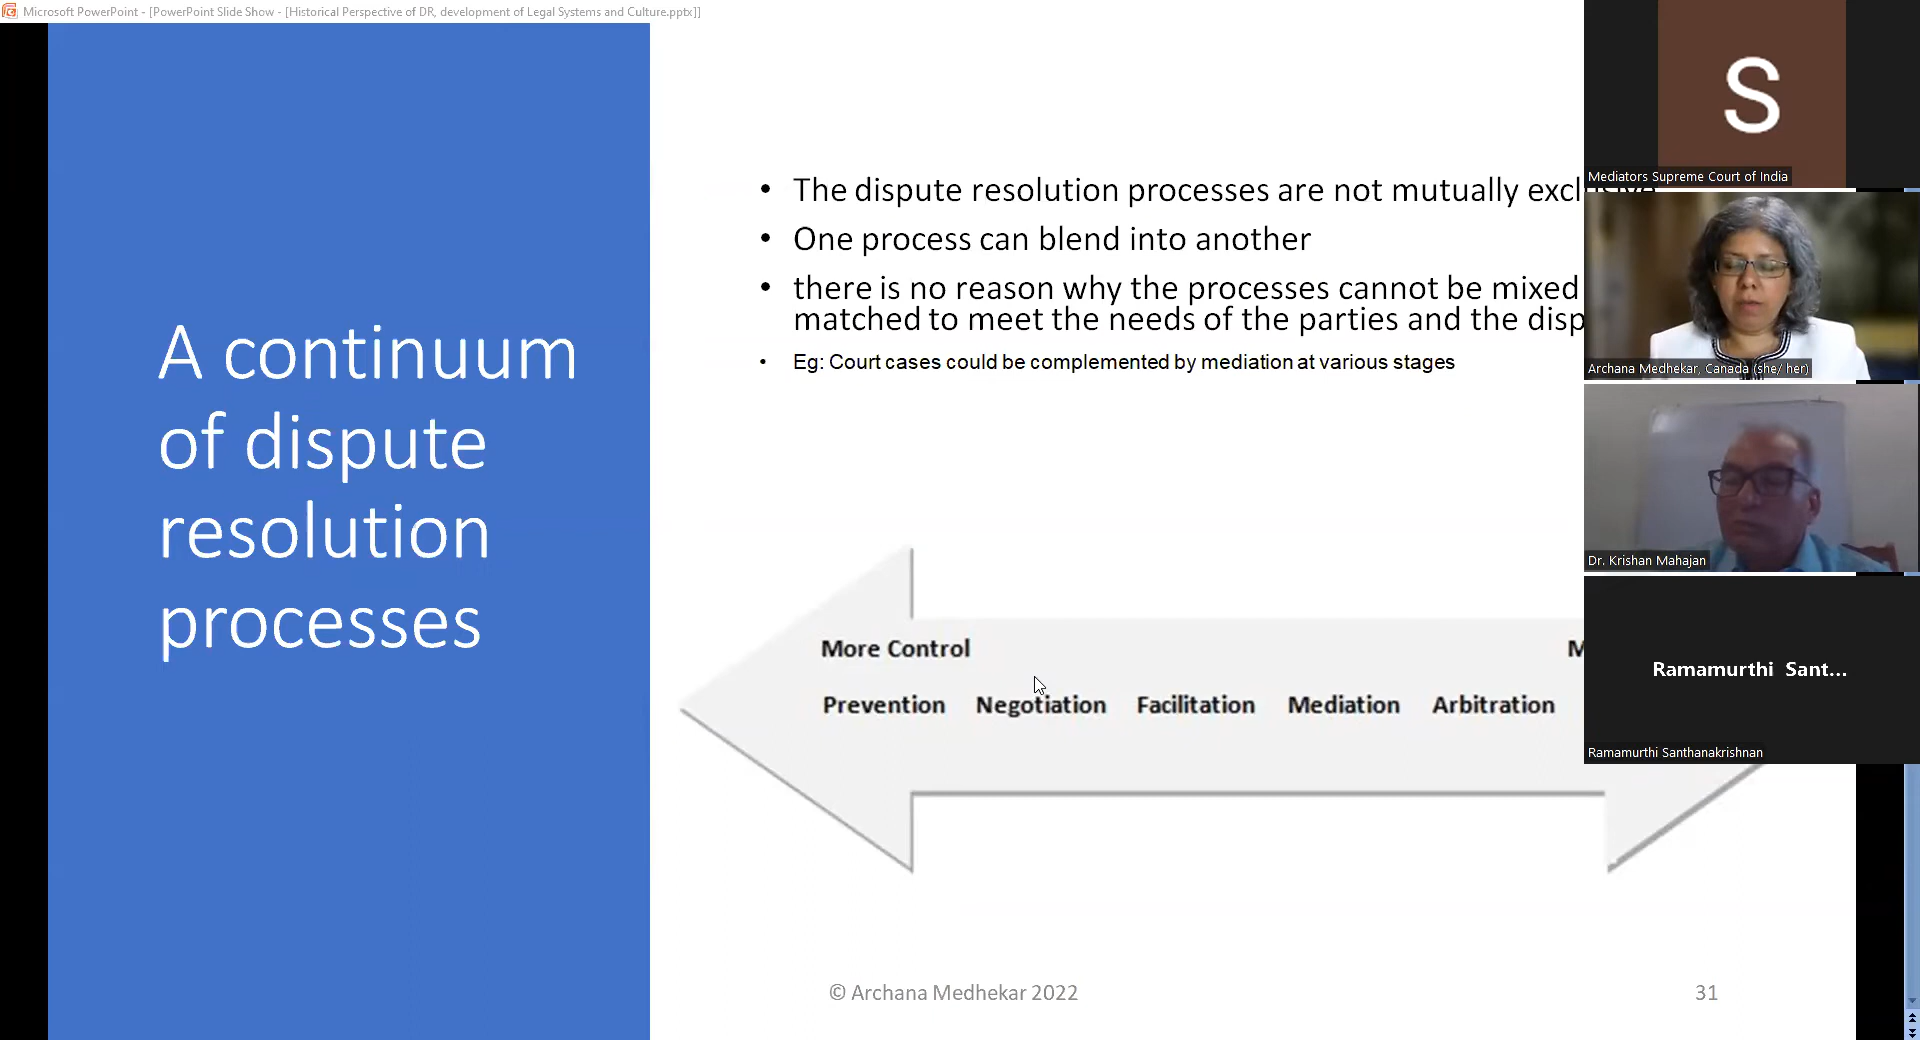 Microsoft PowerPoint - [PowerPoint Slide Show - [Historical Perspective of DR, development of Legal Systems and Culture.pptx]]
A continuum
of dispute
resolution
processes
• The dispute resolution processes are not mutually exclusive
• One process can blend into another
• there is no reason why the processes cannot be mixed
matched to meet the needs of the parties and the disp
• Eg: Court cases could be complemented by mediation at various stages
More Control
Prevention Negotiation Facilitation Mediation Arbitration
© Archana Medhekar 2022
31
S
Mediators Supreme Court of India
Archana Medhekar, Canada (she/ her)
Dr. Krishan Mahajan
Ramamurthi Sant...
Ramamurthi Santhanakrishnan